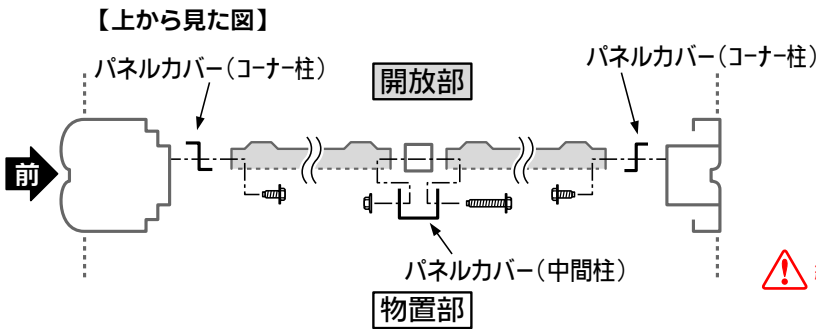 【上から見た図】
パネルカバー（コーナー柱）
開放部
パネルカバー（コーナー柱）
前
パネルカバー（中間柱）
物置部